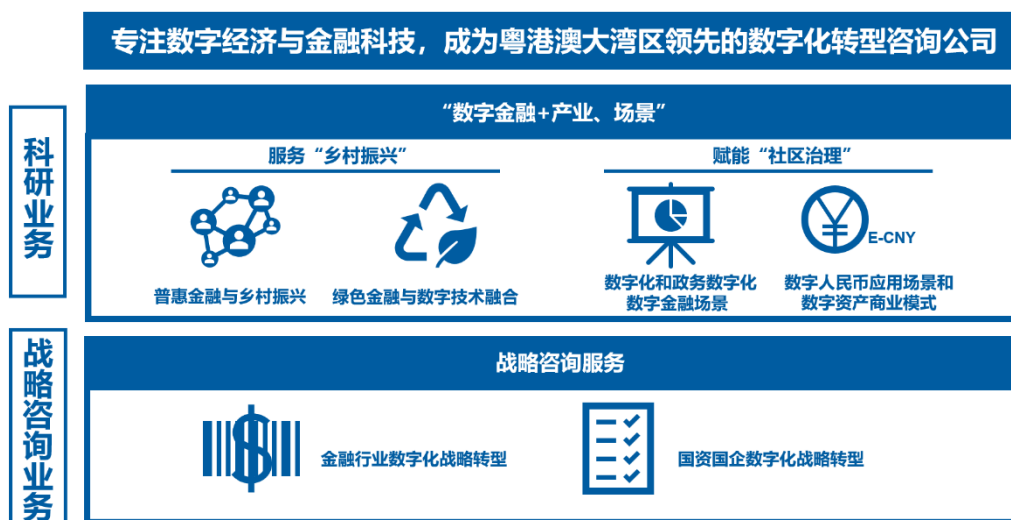 专注数字经济与金融科技，成为粤港澳大湾区领先的数字化转型咨询公司
科研业务
“数字金融+产业、场景”
服务“乡村振兴”
赋能“社区治理”
E-CNY
普惠金融与乡村振兴
绿色金融与数字技术融合
数字化和政务数字化
数字金融场景
数字人民币应用场景和
数字资产商业模式
战略咨询业务
战略咨询服务
金融行业数字化战略转型
国资国企数字化战略转型